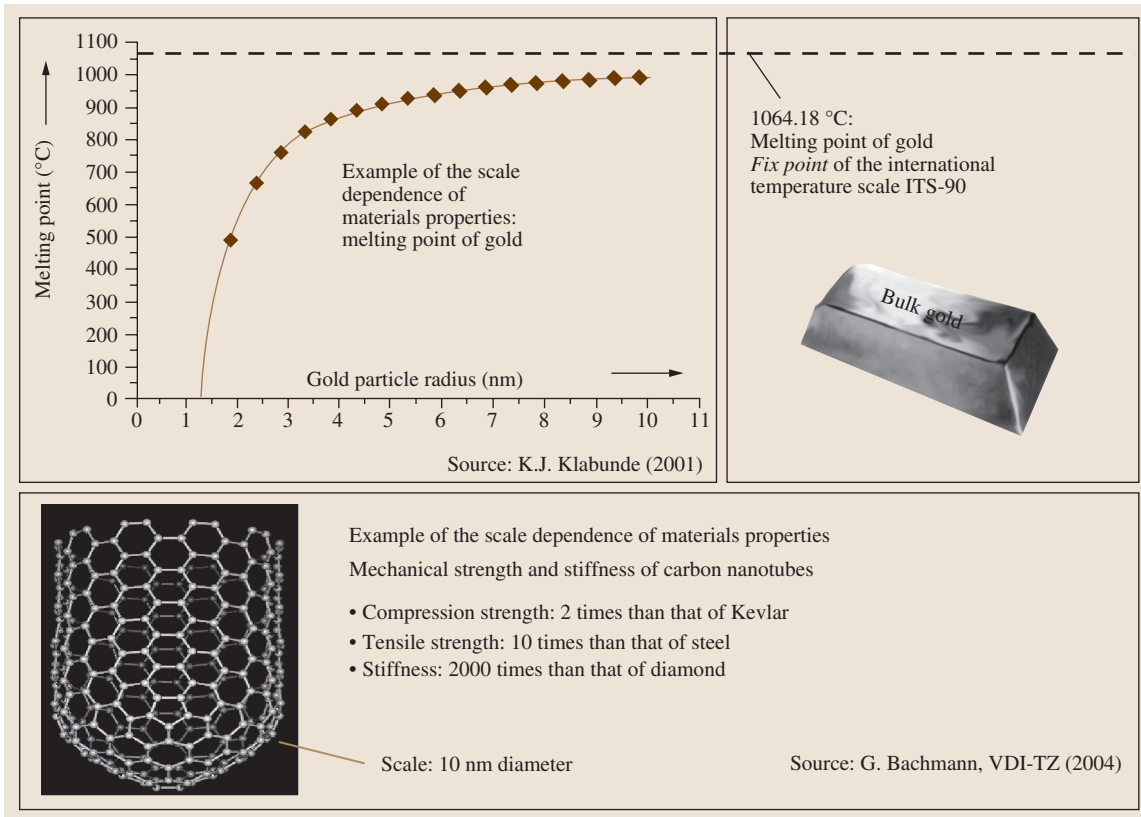 1100
1000
900
800
700
600
500
400
300
200
100
0
Melting point (°C)
Example of the scale
dependence of
materials properties:
melting point of gold
Gold particle radius (nm)
0 1 2 3 4 5 6 7 8 9 10 11
Source: K.J. Klabunde (2001)
1064.18 °C:
Melting point of gold
Fix point of the international
temperature scale ITS-90
Bulk gold
Example of the scale dependence of materials properties
Mechanical strength and stiffness of carbon nanotubes
• Compression strength: 2 times than that of Kevlar
• Tensile strength: 10 times than that of steel
• Stiffness: 2000 times than that of diamond
Scale: 10 nm diameter
Source: G. Bachmann, VDI-TZ (2004)